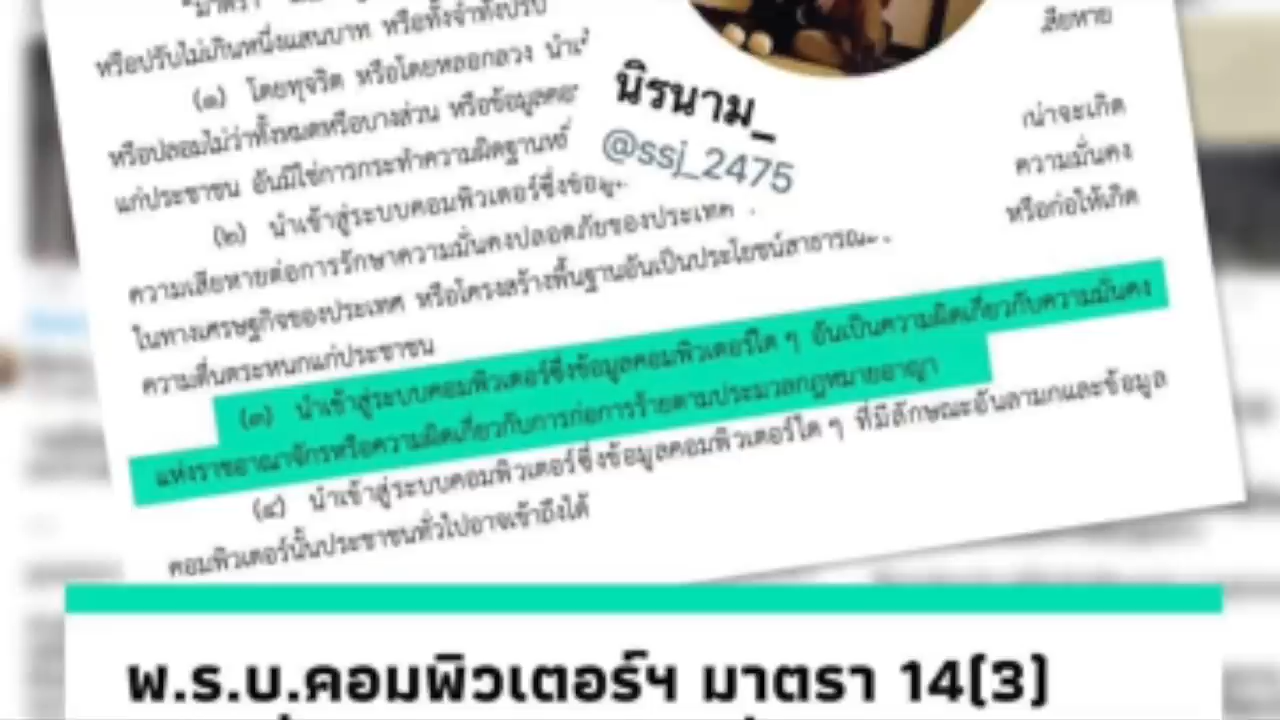 หรือปรับไม่เกินหนึ่งแสนบาท หรือทั้งจำทั้งปรับ
เสียหาย
(๑) โดยทุจริต หรือโดยหลอกลวง นำ
หรือปลอมไม่ว่าทั้งหมดหรือบางส่วน หรือข้อมูลคอ
น่าจะเกิด
แก่ประชาชน อันมิใช่การกระทำความผิดฐาน
ความมั่นคง
(๒) นำเข้าสู่ระบบคอมพิวเตอร์ซึ่งข้อมู
หรือก่อให้เกิด
ความเสียหายต่อการรักษาความมั่นคงปลอดภัยของประเทศ
ในทางเศรษฐกิจของประเทศ หรือโครงสร้างพื้นฐานอันเป็นประโยชน์สาธารณะ
ความตื่นตระหนกแก่ประชาชน
(๓) นำเข้าสู่ระบบคอมพิวเตอร์ซึ่งข้อมูลคอมพิวเตอร์ใด ๆ อันเป็นความผิดเกี่ยวกับความมั่นคง
แห่งราชอาณาจักรหรือความผิดเกี่ยวกับการก่อการร้ายตามประมวลกฎหมายอาญา
(๔) นำเข้าสู่ระบบคอมพิวเตอร์ซึ่งข้อมูลคอมพิวเตอร์ใด ๆ ที่มีลักษณะอันลามกและข้อมูล
คอมพิวเตอร์นั้นประชาชนทั่วไปอาจเข้าถึงได้
นิรนาม_
@ssj_2475
พ.ร.บ.คอมพิวเตอร์ฯ มาตรา 14(3)